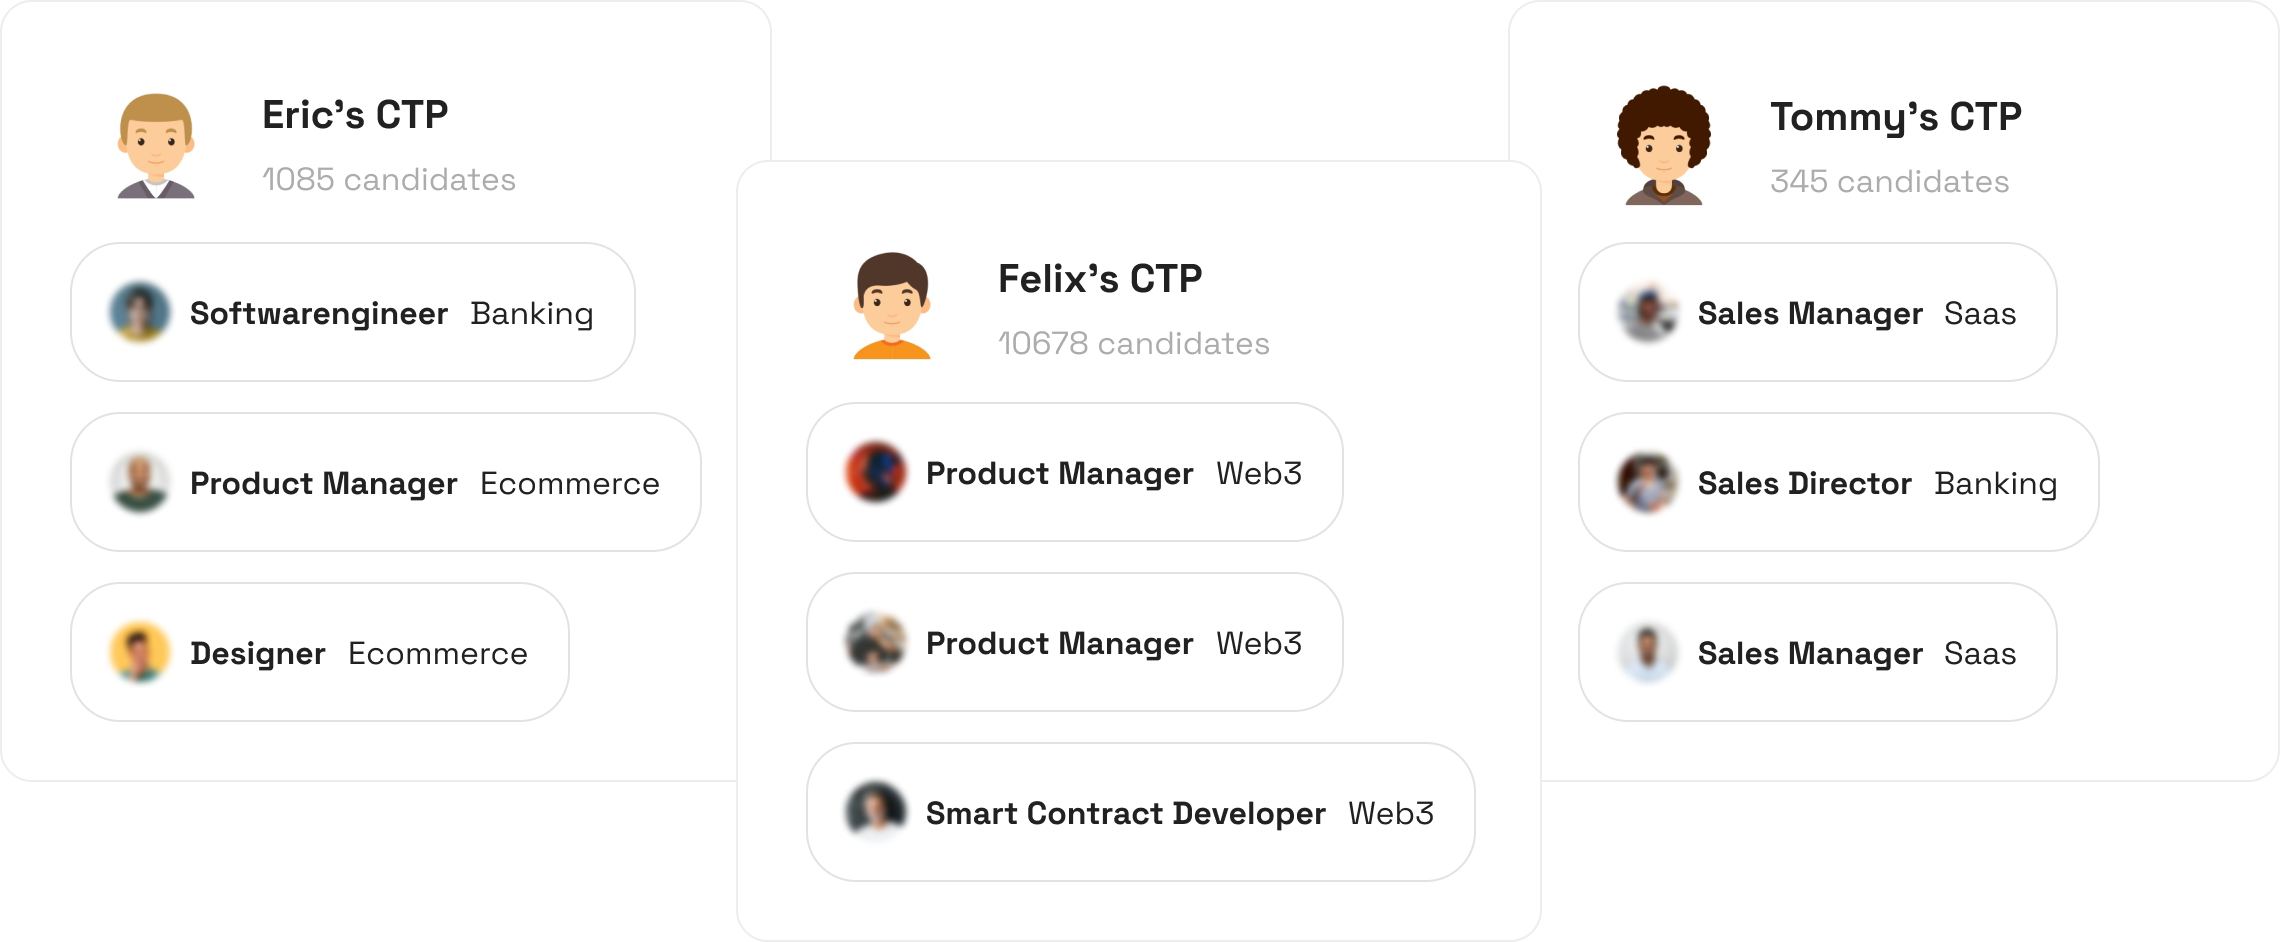 Eric’s CTP
1085 candidates
Softwarengineer Banking
Product Manager Ecommerce
Designer Ecommerce
Felix’s CTP
10678 candidates
Product Manager Web3
Product Manager Web3
Smart Contract Developer Web3
Tommy’s CTP
345 candidates
Sales Manager Saas
Sales Director Banking
Sales Manager Saas